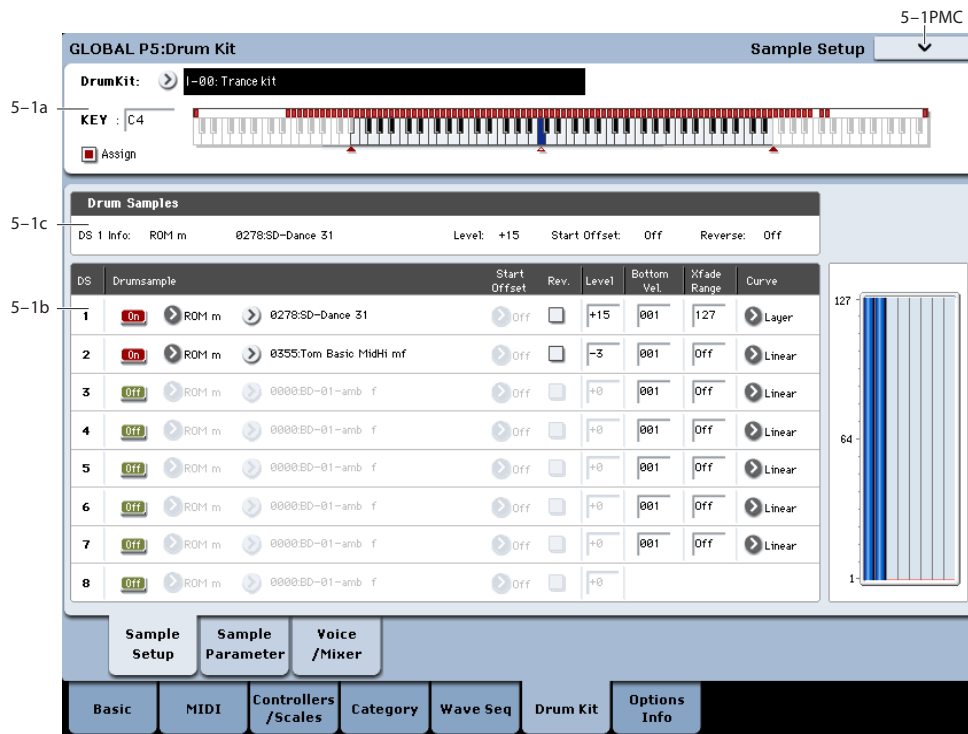 5-1PMC
GLOBAL P5:Drum Kit Sample Setup
DrumKit: I-00: Trance kit
5-1a
KEY : C4
Assign
Drum Samples
5-1c
DS 1 Info: ROM m 0278:SD-Dance 31 Level: +15 Start Offset: Off Reverse: Off
DS Drumsample Start Offset Rev. Level Bottom Vel. Xfade Range Curve
5-1b
1 On ROM m 0278:SD-Dance 31 Off +15 001 127 Layer
2 On ROM m 0355:Tom Basic MidHi mf Off -3 001 Off Linear
3 Off ROM m 0000:BD-01-amb f Off +0 001 Off Linear
4 Off ROM m 0000:BD-01-amb f Off +0 001 Off Linear
5 Off ROM m 0000:BD-01-amb f Off +0 001 Off Linear
6 Off ROM m 0000:BD-01-amb f Off +0 001 Off Linear
7 Off ROM m 0000:BD-01-amb f Off +0 001 Off Linear
8 Off ROM m 0000:BD-01-amb f Off +0
127
64
1
Sample Setup
Sample Parameter
Voice /Mixer
Basic
MIDI
Controllers /Scales
Category
Wave Seq
Drum Kit
Options Info